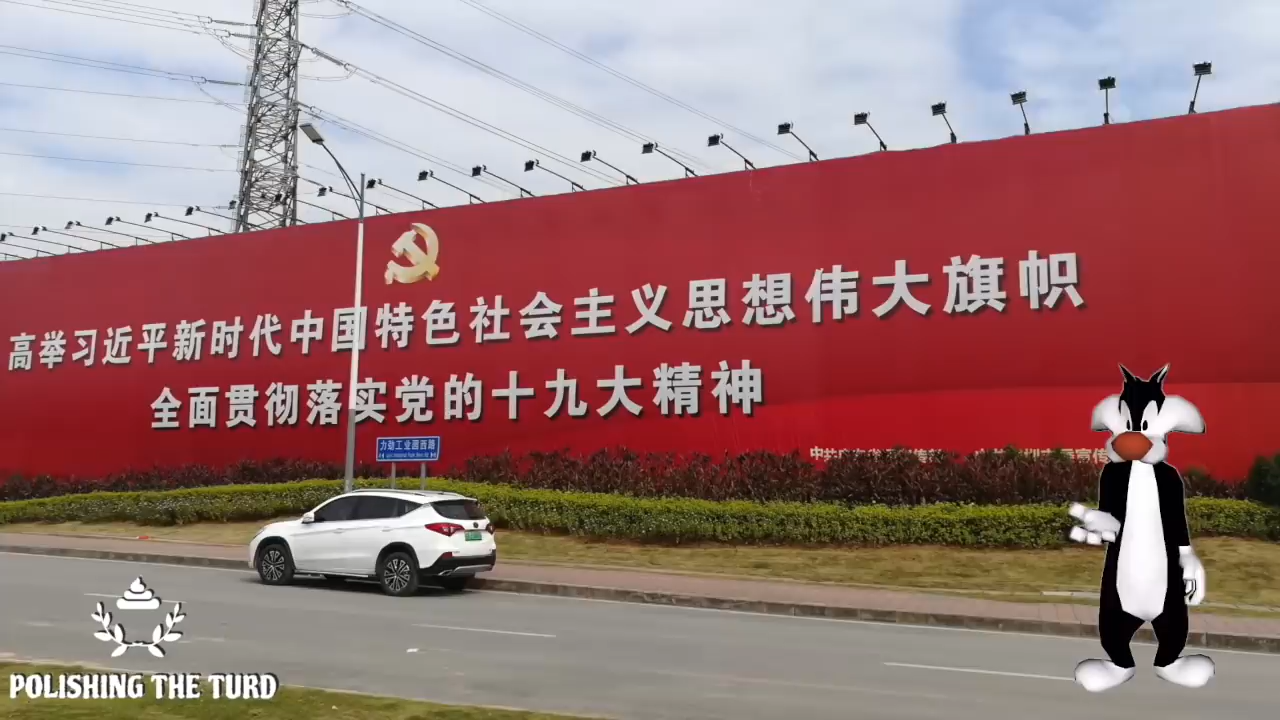 高举习近平新时代中国特色社会主义思想伟大旗帜
全面贯彻落实党的十九大精神
力劲工业园西路
POLISHING THE TURD